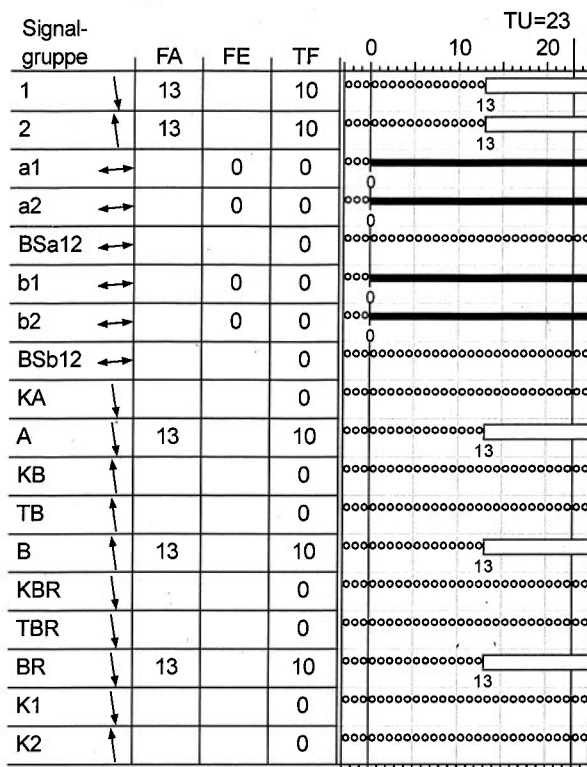 TU=23
Signal-
gruppe FA FE TF 0 10 20
1 13 10
13
2 13 10
13
a1 0 0
0
a2 0 0
0
BSa12 0
b1 0 0
0
b2 0 0
0
BSb12 0
KA 0
A 13 10
13
KB 0
TB 0
B 13 10
13
KBR 0
TBR 0
BR 13 10
13
K1 0
K2 0